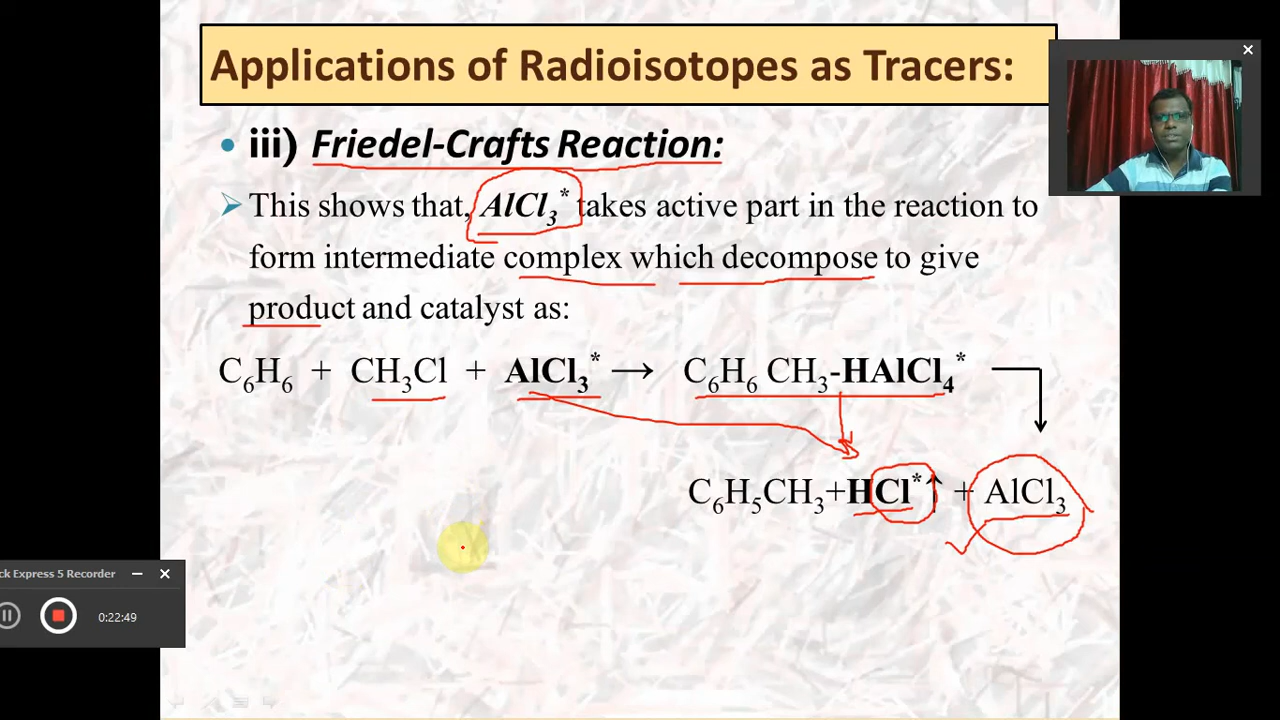 Applications of Radioisotopes as Tracers:
• iii) Friedel-Crafts Reaction:
➢ This shows that, AlCl₃* takes active part in the reaction to
form intermediate complex which decompose to give
product and catalyst as:
C₆H₆ + CH₃Cl + AlCl₃* → C₆H₆ CH₃-HAlCl₄*
C₆H₅CH₃+HCl*↑ + AlCl₃
ck Express 5 Recorder
0:22:49